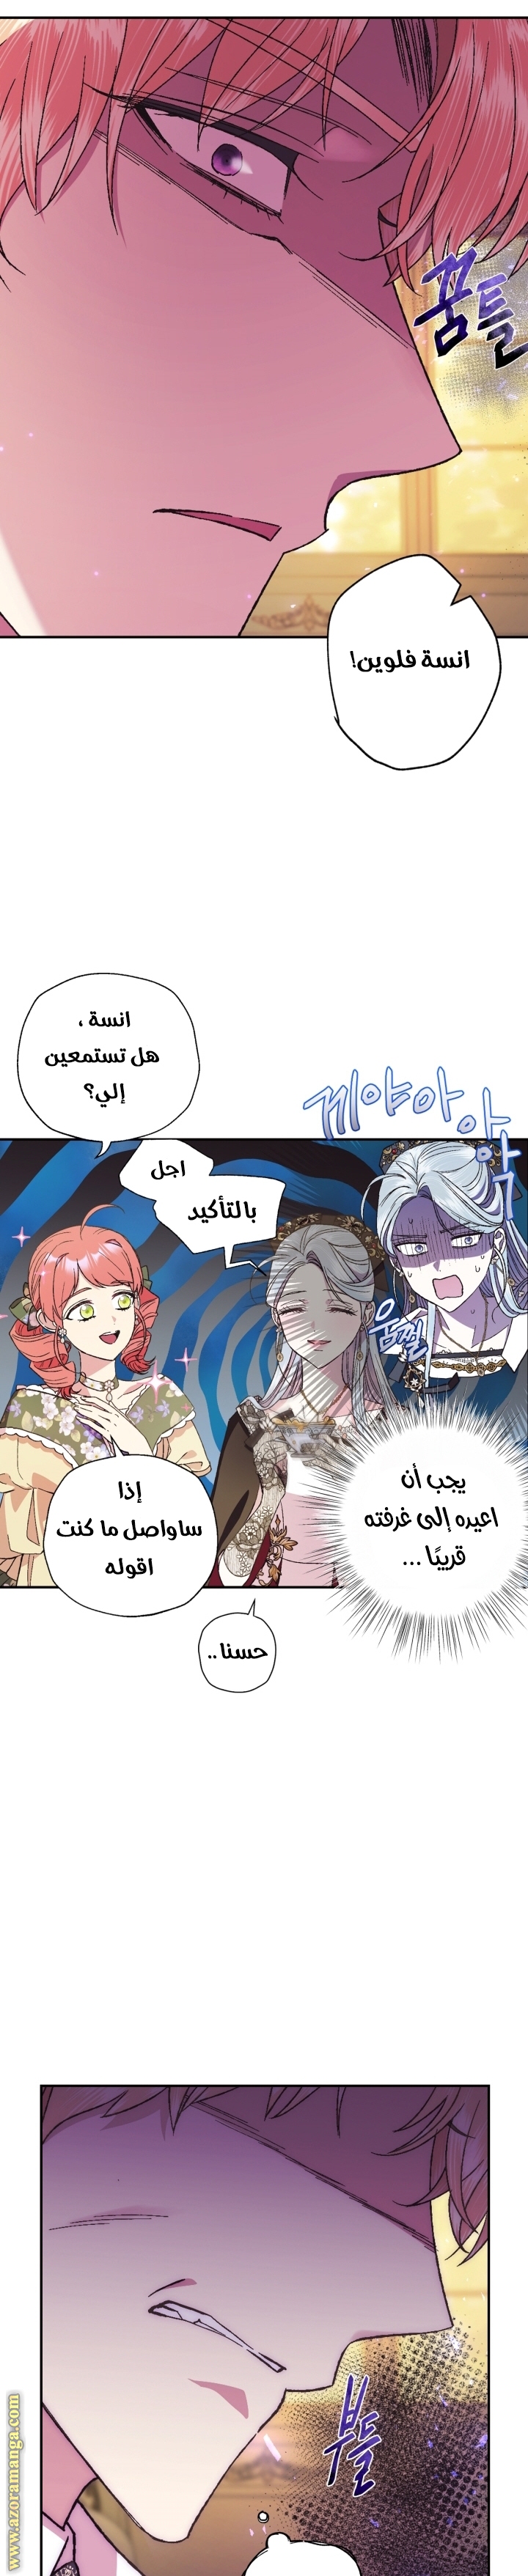 꿈틀
انسة فلوين!
انسة ،
هل تستمعين
إلي؟
꺄아아악
اجل
بالتأكيد
움찔
يجب أن
اعيده إلى غرفته
قريبًا ...
إذا
ساواصل ما كنت
اقوله
حسنا ..
부들
www.azoramanga.com